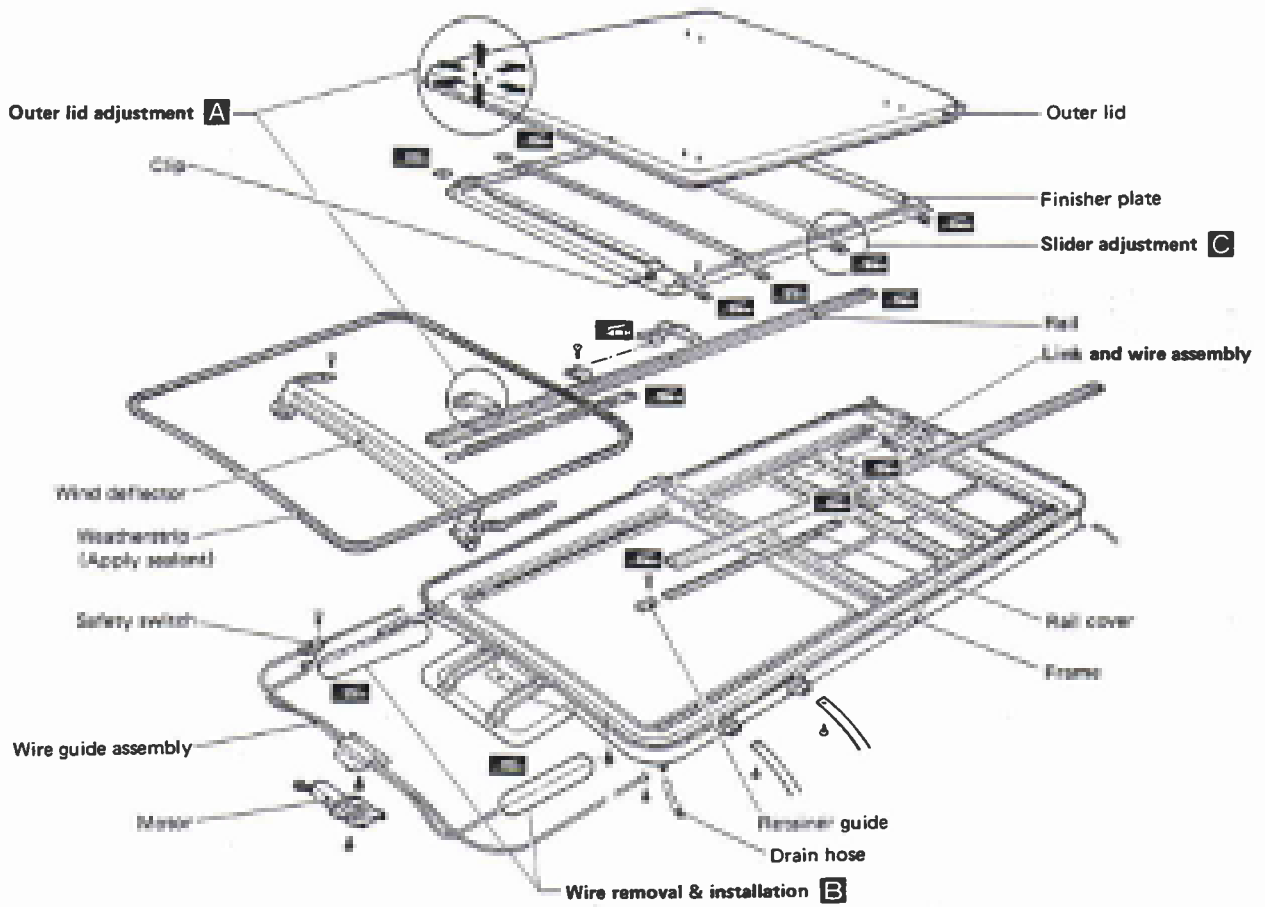 Outer lid adjustment A
Outer lid
Clip
Finisher plate
Slider adjustment C
Rail
Link and wire assembly
Wind deflector
Weatherstrip
(Apply sealant)
Safety switch
Rail cover
Frame
Wire guide assembly
Motor
Retainer guide
Drain hose
Wire removal & installation B